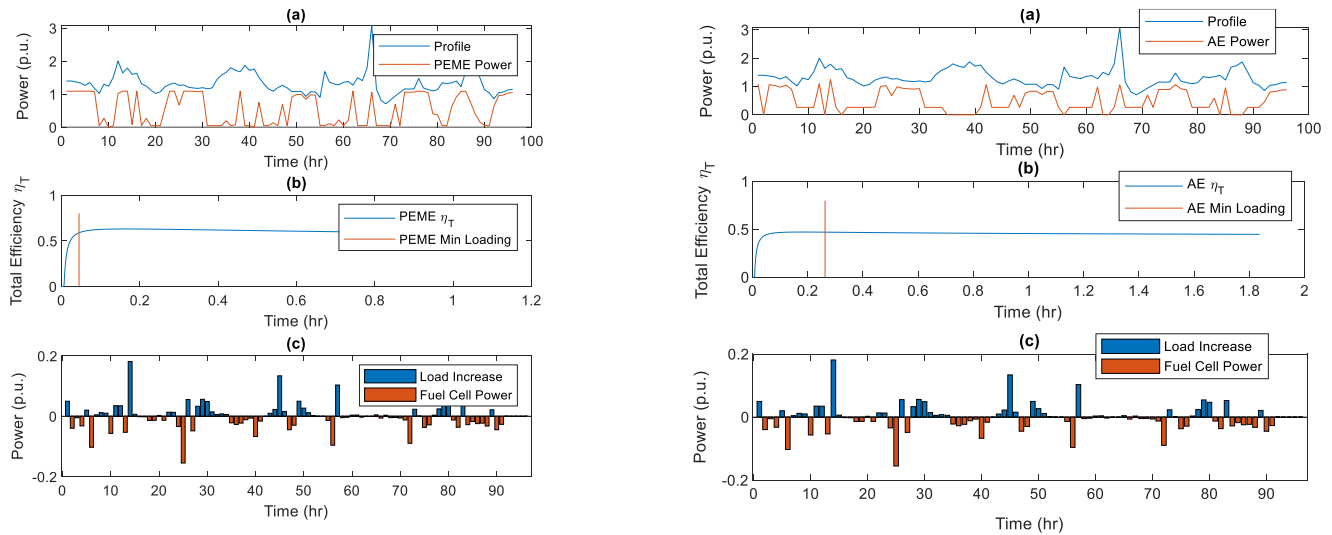 (a)
3
2
1
0
Power (p.u.)
Profile
PEME Power
0 10 20 30 40 50 60 70 80 90 100
Time (hr)
(b)
1
0.5
0
Total Efficiency ηT
PEME ηT
PEME Min Loading
0 0.2 0.4 0.6 0.8 1 1.2
Time (hr)
(c)
0.2
0
-0.2
Power (p.u.)
Load Increase
Fuel Cell Power
0 10 20 30 40 50 60 70 80 90
Time (hr)
(a)
3
2
1
0
Power (p.u.)
Profile
AE Power
0 10 20 30 40 50 60 70 80 90 100
Time (hr)
(b)
1
0.5
0
Total Efficiency ηT
AE ηT
AE Min Loading
0 0.2 0.4 0.6 0.8 1 1.2 1.4 1.6 1.8 2
Time (hr)
(c)
0.2
0
-0.2
Power (p.u.)
Load Increase
Fuel Cell Power
0 10 20 30 40 50 60 70 80 90
Time (hr)